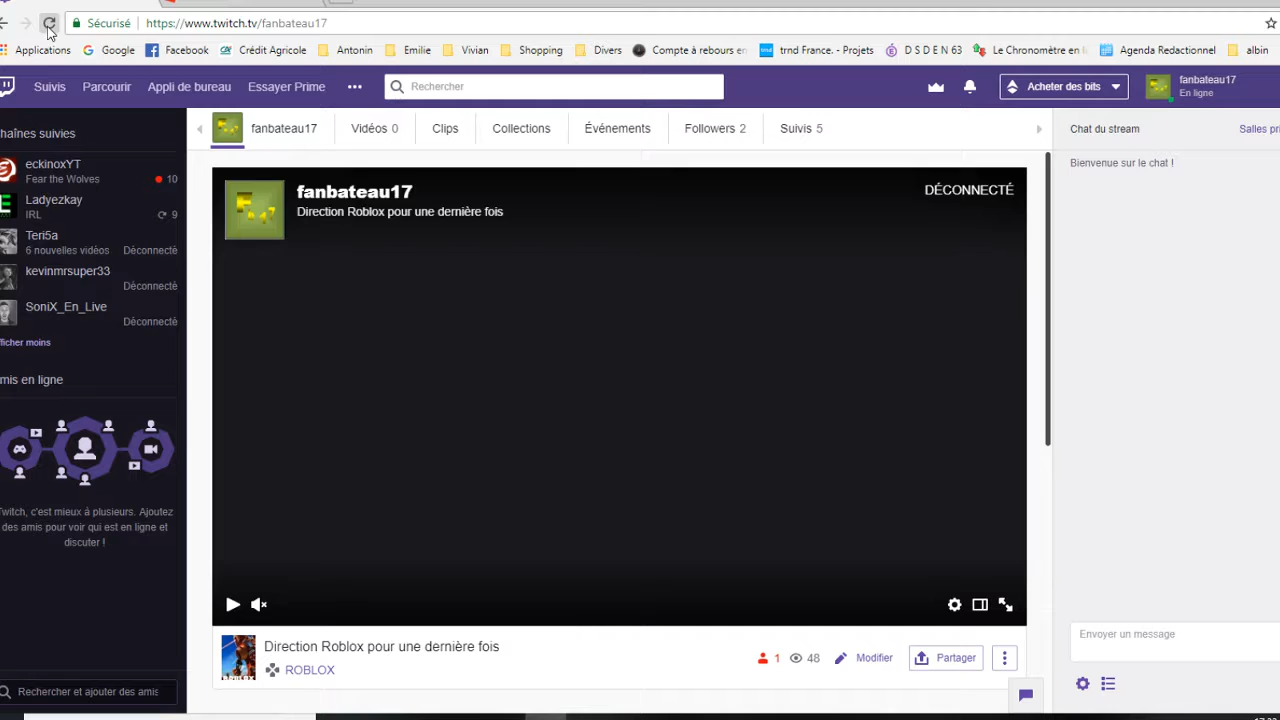 Sécurisé https://www.twitch.tv/fanbateau17
Applications Google Facebook Crédit Agricole Antonin Emilie Vivian Shopping Divers Compte à rebours en trnd France. - Projets D S D E N 63 Le Chronomètre en li Agenda Redactionnel albin
Suivis Parcourir Appli de bureau Essayer Prime ••• Rechercher Acheter des bits fanbateau17
En ligne
haînes suivies
eckinoxYT
Fear the Wolves 10
Ladyezkay
IRL 9
Teri5a
6 nouvelles vidéos Déconnecté
kevinmrsuper33
Déconnecté
SoniX_En_Live
Déconnecté
fficher moins
mis en ligne
Twitch, c'est mieux à plusieurs. Ajoutez
des amis pour voir qui est en ligne et
discuter !
Rechercher et ajouter des amis
fanbateau17 Vidéos 0 Clips Collections Événements Followers 2 Suivis 5
fanbateau17
Direction Roblox pour une dernière fois
DÉCONNECTÉ
Direction Roblox pour une dernière fois
ROBLOX
1 48 Modifier Partager
Chat du stream Salles pri
Bienvenue sur le chat !
Envoyer un message